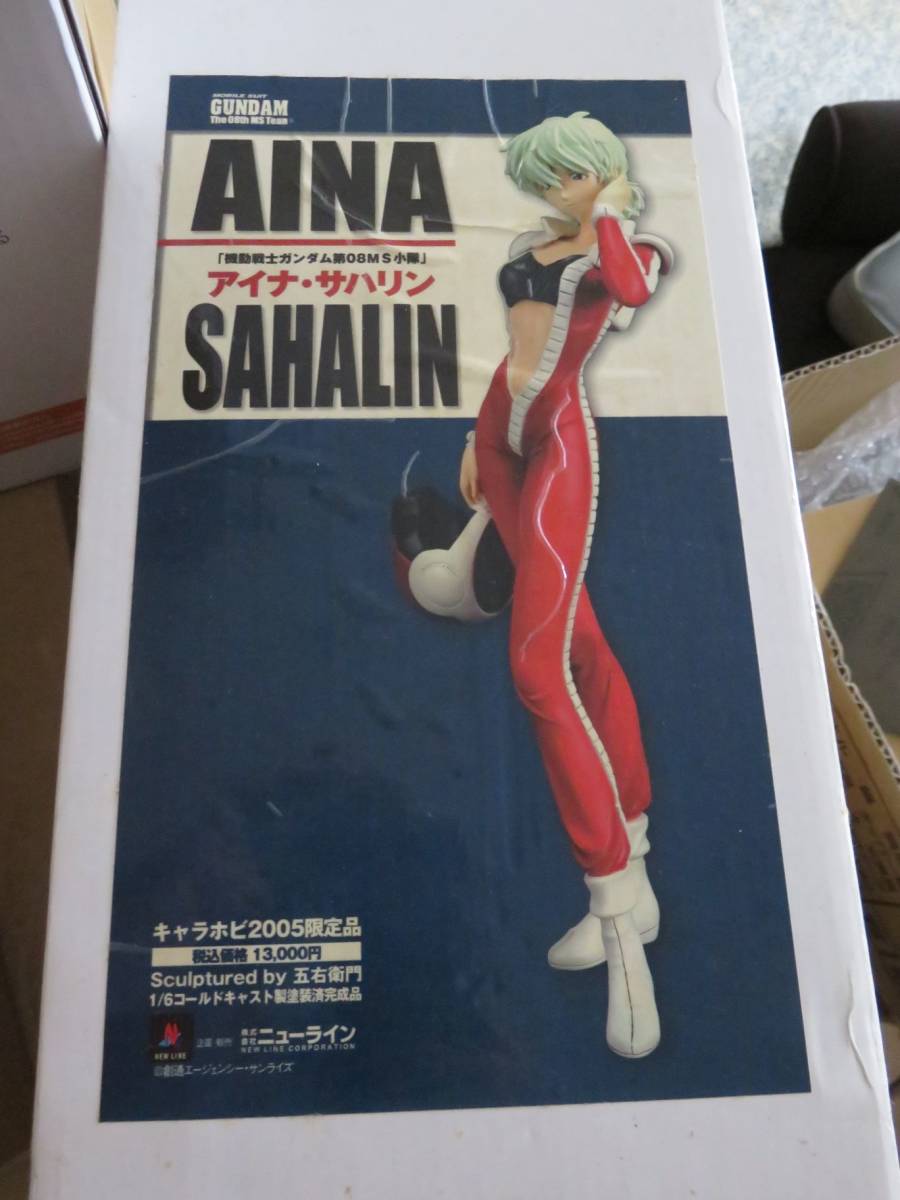 MOBILE SUIT
GUNDAM
The 08th MS Team
AINA
「機動戦士ガンダム第08MS小隊」
アイナ・サハリン
SAHALIN
キャラホビ2005限定品
税込価格 13,000円
Sculptured by 五右衛門
1/6コールドキャスト製塗装済完成品
NEW LINE
企画・制作 株式会社ニューライン
NEW LINE CORPORATION
©創通エージェンシー・サンライズ